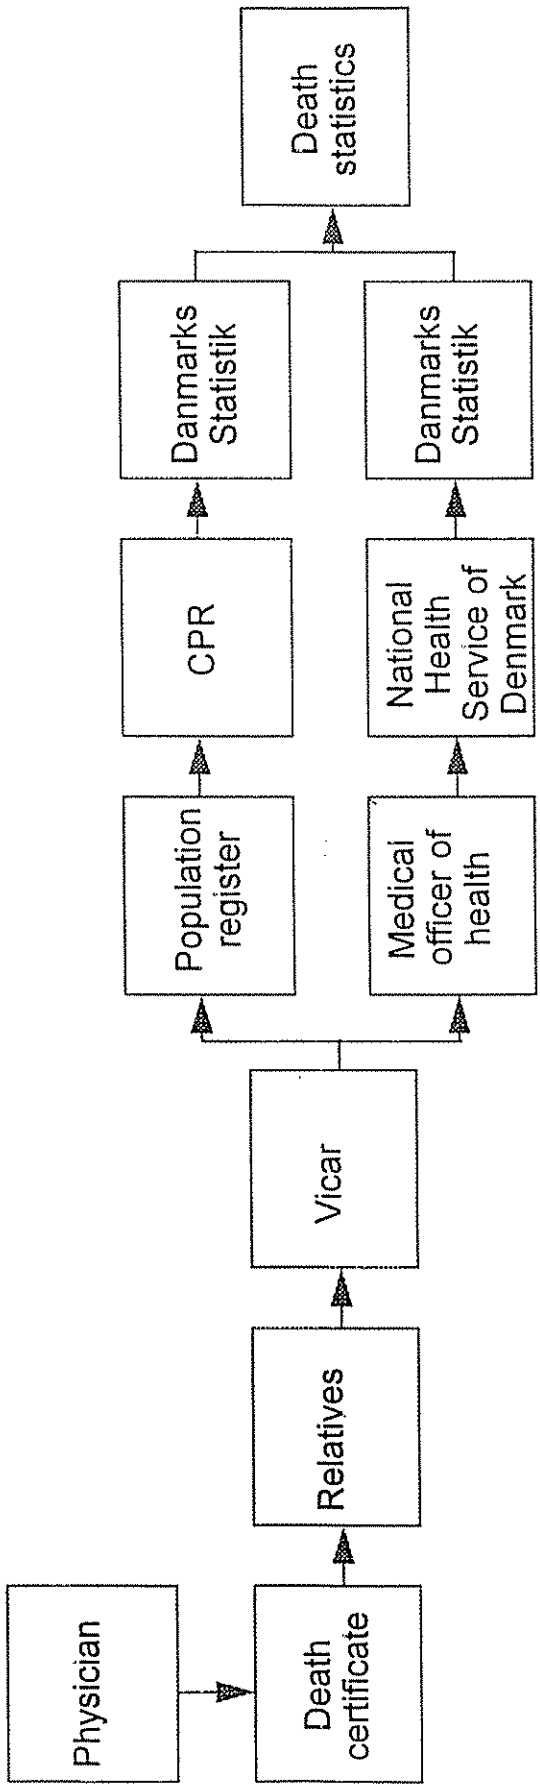 Physician
Death
certificate
Relatives
Vicar
Population
register
CPR
Danmarks
Statistik
Medical
officer of
health
National
Health
Service of
Denmark
Danmarks
Statistik
Death
statistics